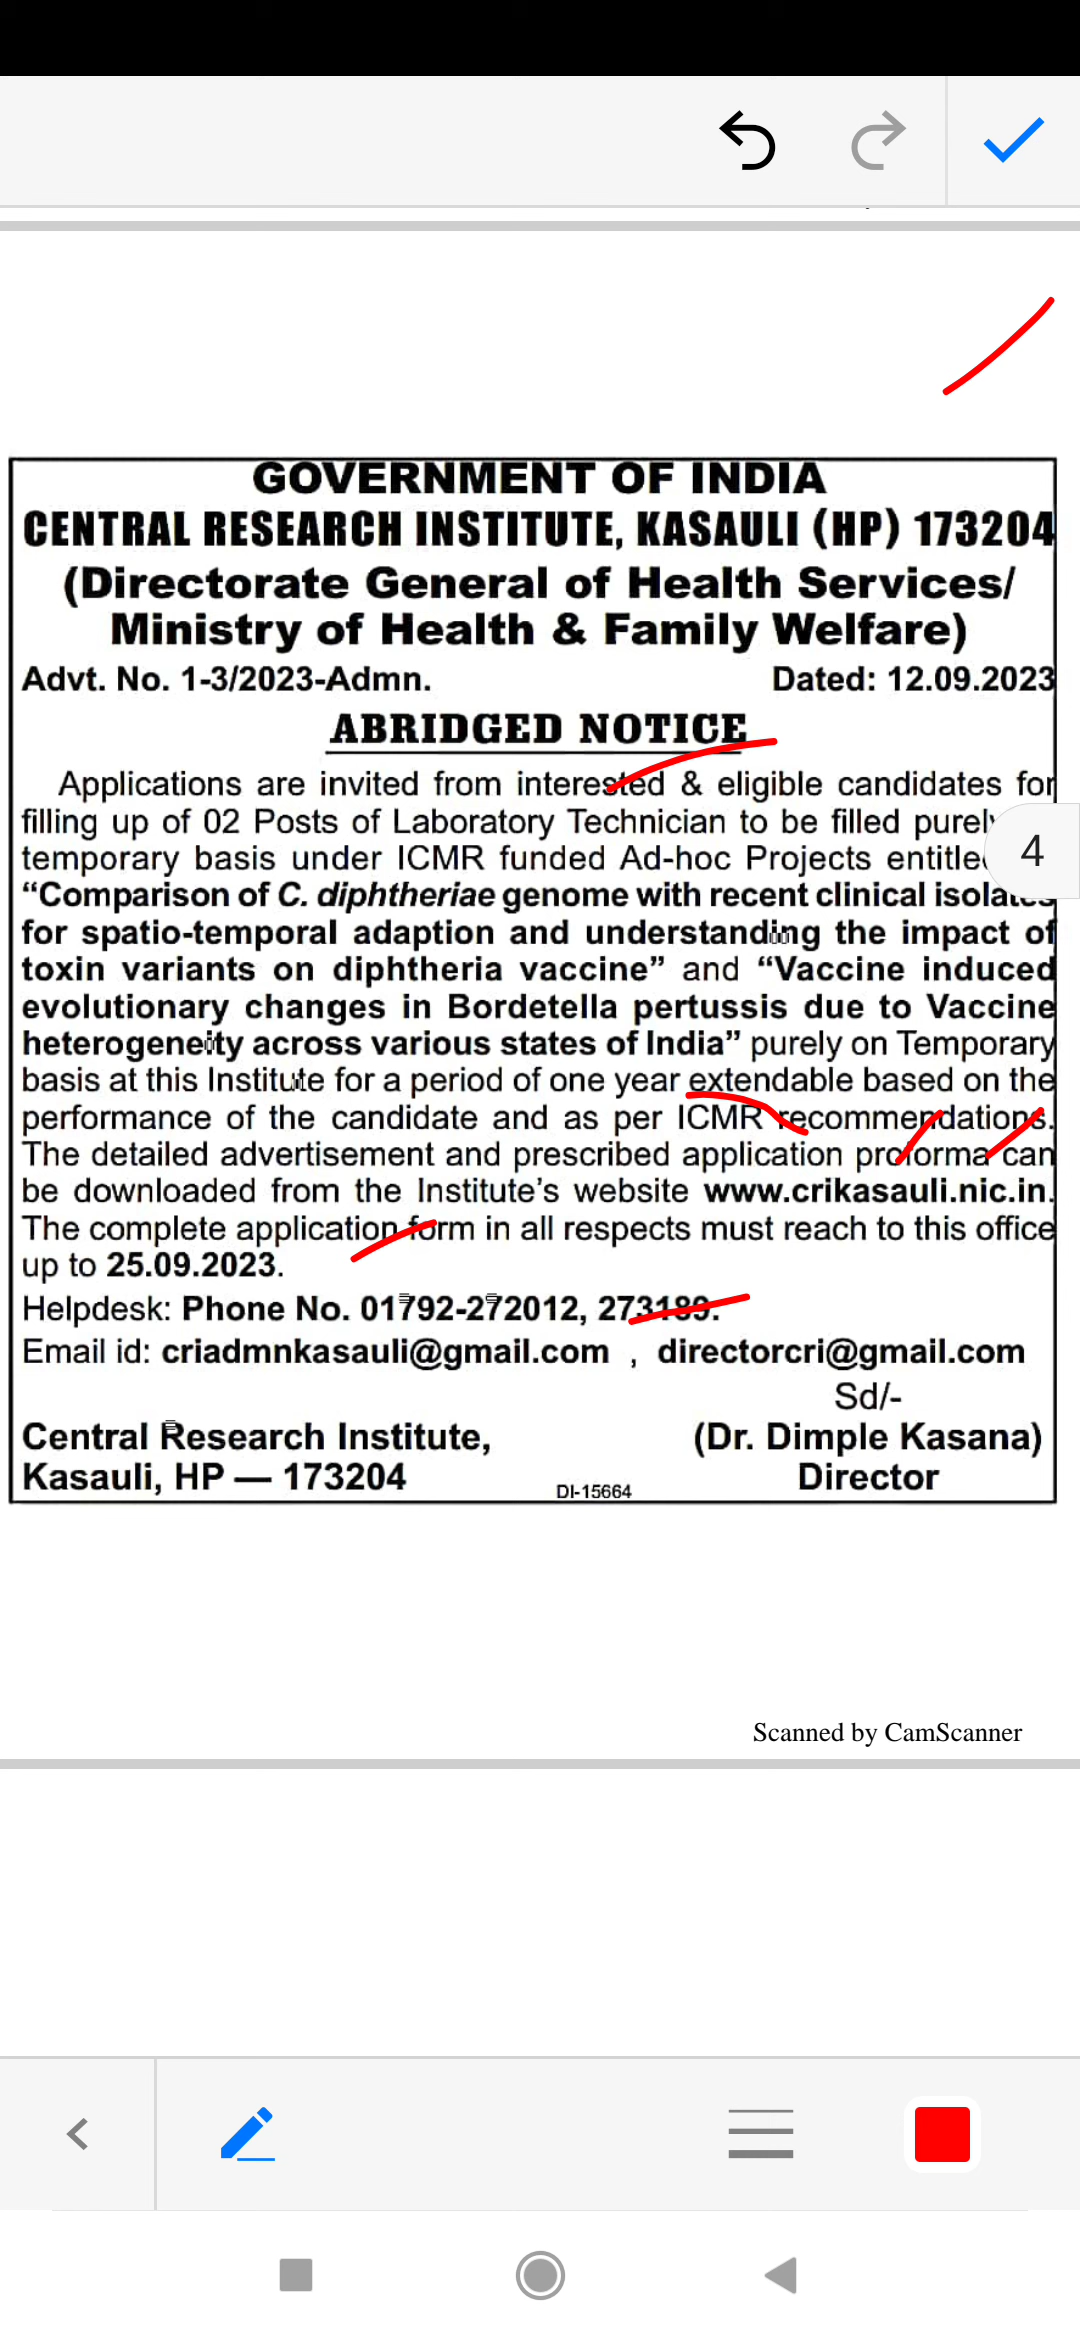 GOVERNMENT OF INDIA
CENTRAL RESEARCH INSTITUTE, KASAULI (HP) 173204
(Directorate General of Health Services/
Ministry of Health & Family Welfare)
Advt. No. 1-3/2023-Admn. Dated: 12.09.2023
ABRIDGED NOTICE
Applications are invited from interested & eligible candidates for
filling up of 02 Posts of Laboratory Technician to be filled
temporary basis under ICMR funded Ad-hoc Projects
4
“Comparison of C. diphtheriae genome with recent clinical isolates
for spatio-temporal adaption and understanding the impact of
toxin variants on diphtheria vaccine” and “Vaccine induced
evolutionary changes in Bordetella pertussis due to Vaccine
heterogeneity across various states of India” purely on Temporary
basis at this Institute for a period of one year extendable based on the
performance of the candidate and as per ICMR recommendations.
The detailed advertisement and prescribed application proforma can
be downloaded from the Institute’s website www.crikasauli.nic.in.
The complete application form in all respects must reach to this office
up to 25.09.2023.
Helpdesk: Phone No. 01792-272012, 273189.
Email id: criadmnkasauli@gmail.com , directorcri@gmail.com
Sd/-
Central Research Institute, (Dr. Dimple Kasana)
Kasauli, HP — 173204 DI-15664 Director
Scanned by CamScanner